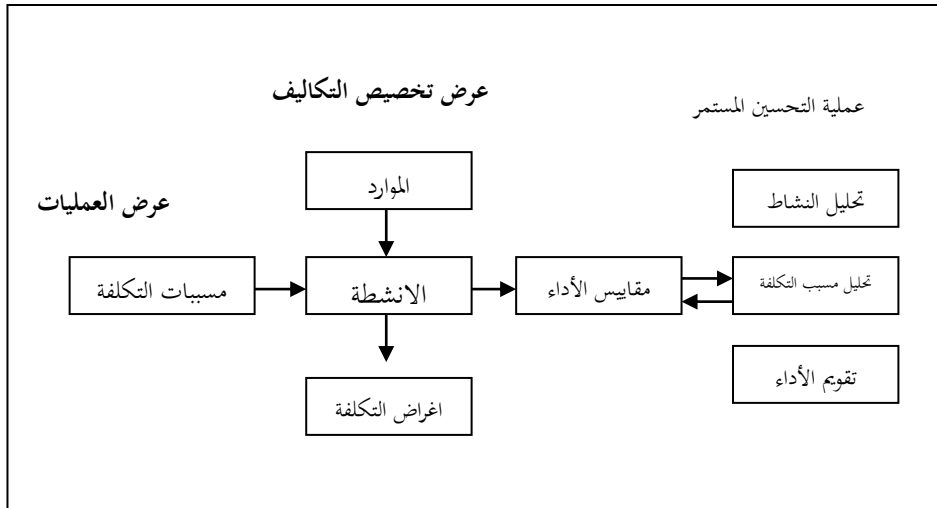 عرض تخصيص التكاليف
عملية التحسين المستمر
الموارد
تحليل النشاط
عرض العمليات
مسببات التكلفة
الانشطة
مقاييس الأداء
تحليل مسبب التكلفة
تقويم الأداء
اغراض التكلفة